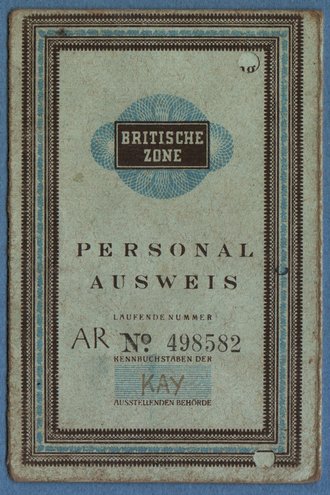 BRITISCHE
ZONE
PERSONAL
AUSWEIS
LAUFENDE NUMMER
AR No. 498582
KENNBUCHSTABEN DER
KAY
AUSSTELLENDEN BEHÖRDE